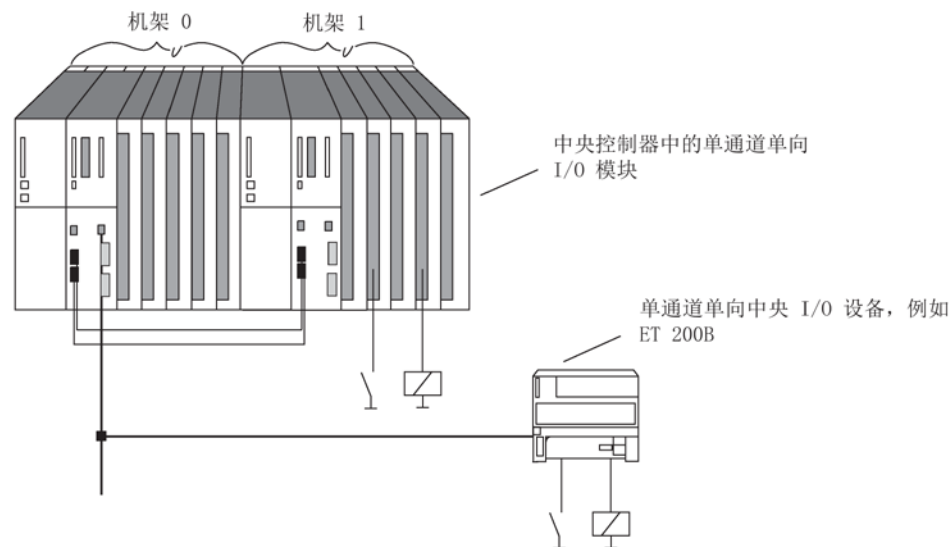 机架 0
机架 1
中央控制器中的单通道单向
I/O 模块
单通道单向中央 I/O 设备，例如
ET 200B